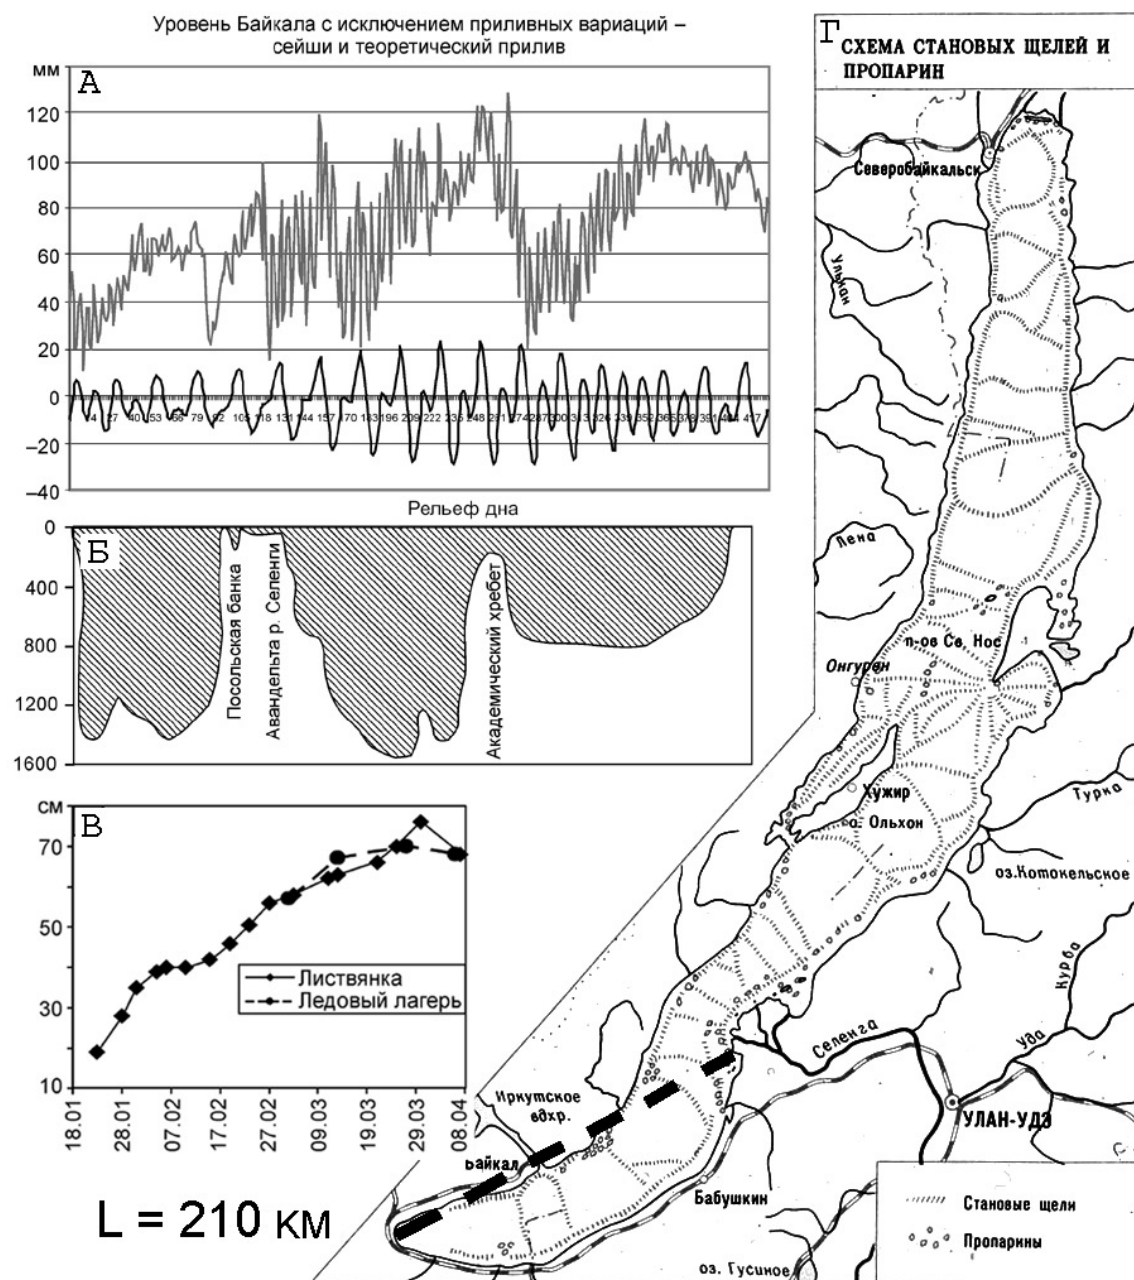 Уровень Байкала с исключением приливных вариаций –
сейши и теоретический прилив
мм
А
120
100
80
60
40
20
0
–20
–40
Рельеф дна
Б
0
400
800
1200
1600
Посольская банка
Авандельта р. Селенги
Академический хребет
В
см
70
50
30
10
Листвянка
Ледовый лагерь
18.01
28.01
07.02
17.02
27.02
09.03
19.03
29.03
08.04
L = 210 км
Г
СХЕМА СТАНОВЫХ ЩЕЛЕЙ И
ПРОПАРИН
Северобайкальск
Лена
п-ов Св. Нос
Онгурен
Хужир
о. Ольхон
Турка
оз.Котокельское
Курба
Уда
Селенга
УЛАН-УДЭ
Иркутское
вдхр.
Байкал
Бабушкин
оз. Гусиное
Становые щели
Пропарины